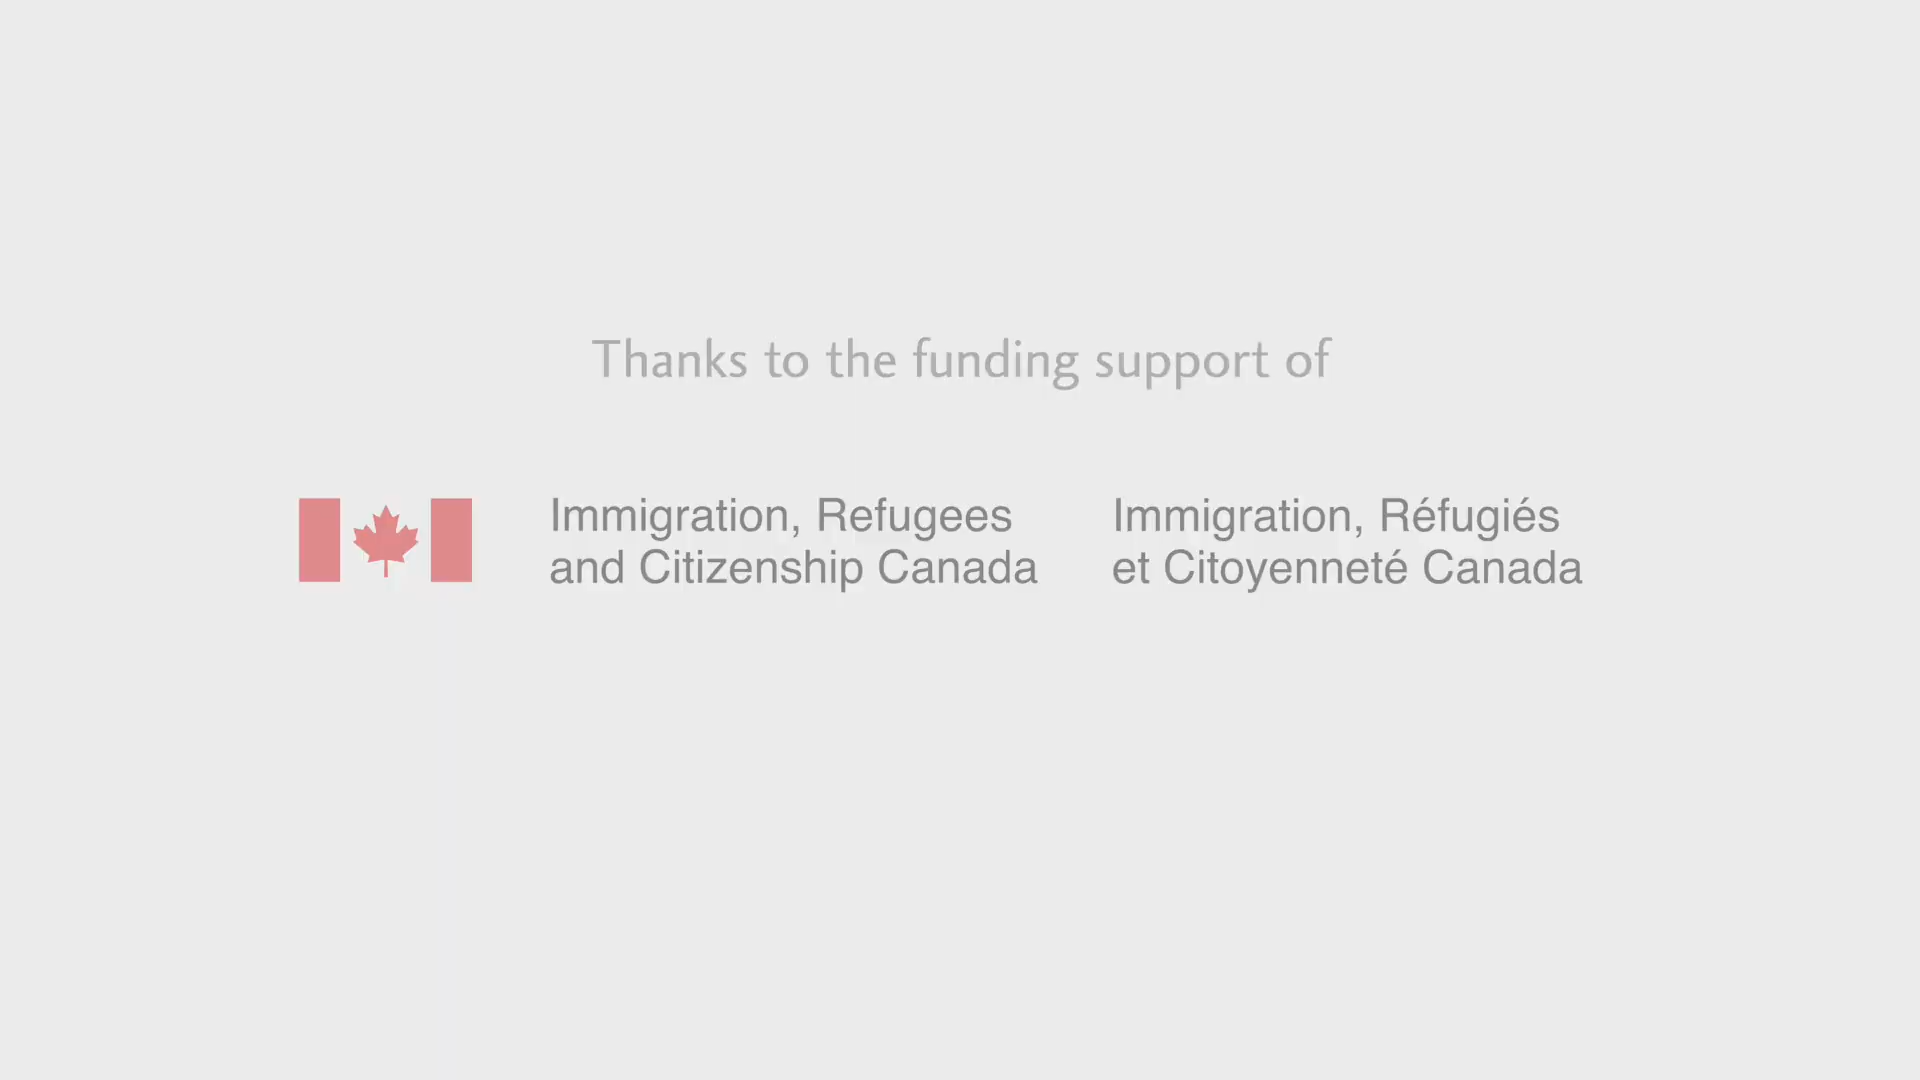 Thanks to the funding support of
Immigration, Refugees
and Citizenship Canada
Immigration, Réfugiés
et Citoyenneté Canada